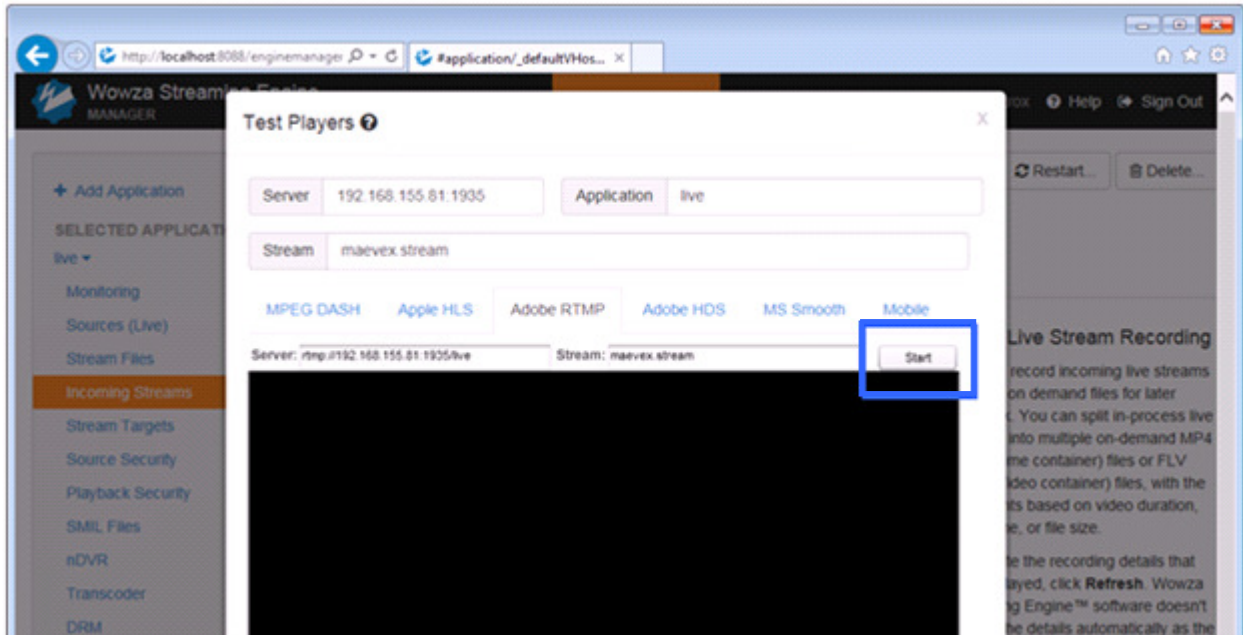 http://localhost:8088/enginemanager
#application/_defaultVHos...
Wowza Streaming Engine
MANAGER
Help
Sign Out
Test Players
X
Restart...
Delete...
Add Application
Server 192.168.155.81:1935
Application live
SELECTED APPLICATI
live
Stream maevex.stream
Monitoring
MPEG DASH Apple HLS Adobe RTMP Adobe HDS MS Smooth Mobile
Sources (Live)
Server: rtmp://192.168.155.81:1935/live Stream: maevex.stream Start
Stream Files
Incoming Streams
Stream Targets
Source Security
Playback Security
SMIL Files
nDVR
Transcoder
DRM
Live Stream Recording
record incoming live streams
on demand files for later
You can split in-process live
into multiple on-demand MP4
me container) files or FLV
ideo container) files, with the
ts based on video duration,
e, or file size.
te the recording details that
layed, click Refresh. Wowza
ng Engine™ software doesn't
he details automatically as the